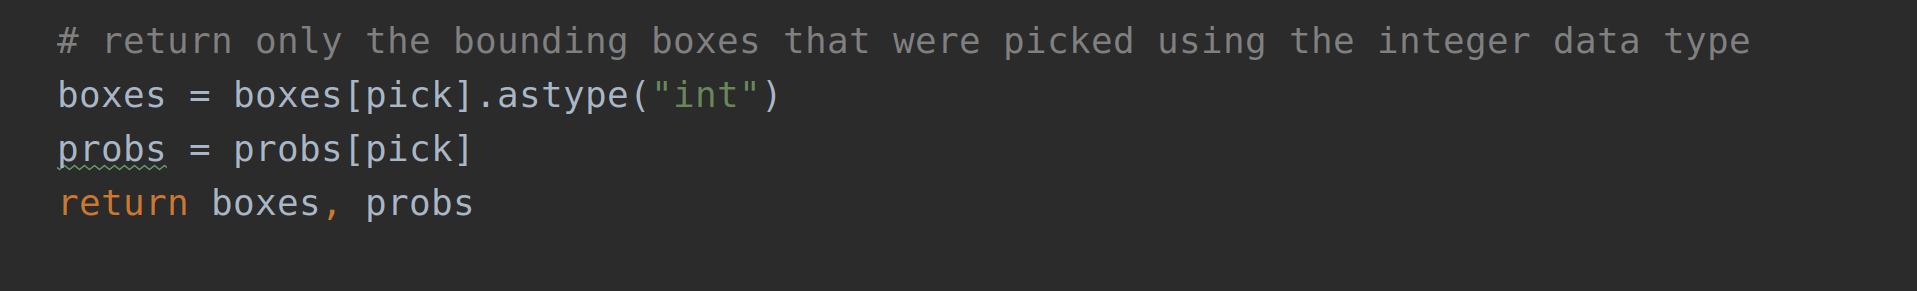 # return only the bounding boxes that were picked using the integer data type
boxes = boxes[pick].astype("int")
probs = probs[pick]
return boxes, probs